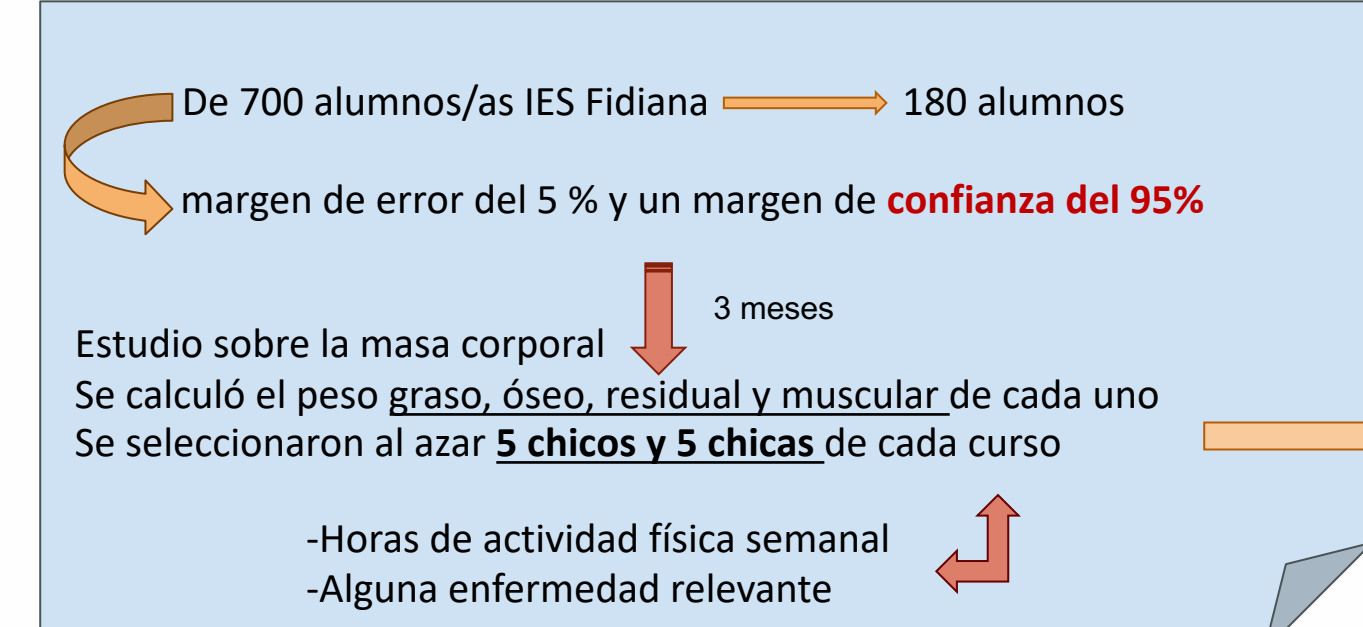 De 700 alumnos/as IES Fidiana 180 alumnos
margen de error del 5 % y un margen de confianza del 95%
3 meses
Estudio sobre la masa corporal
Se calculó el peso graso, óseo, residual y muscular de cada uno
Se seleccionaron al azar 5 chicos y 5 chicas de cada curso
-Horas de actividad física semanal
-Alguna enfermedad relevante